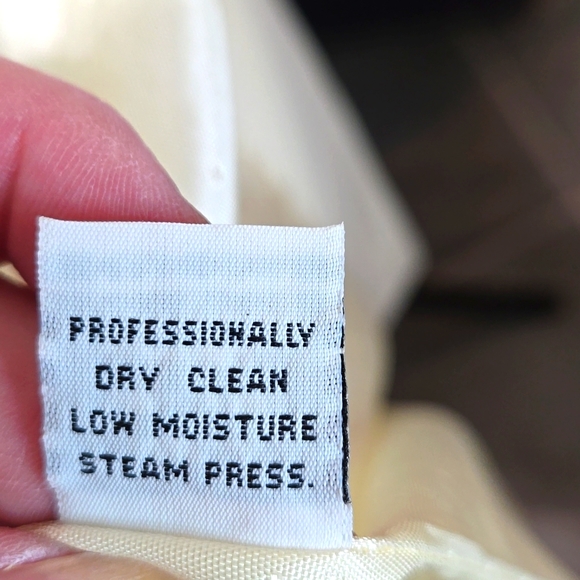 PROFESSIONALLY
DRY CLEAN
LOW MOISTURE
STEAM PRESS.